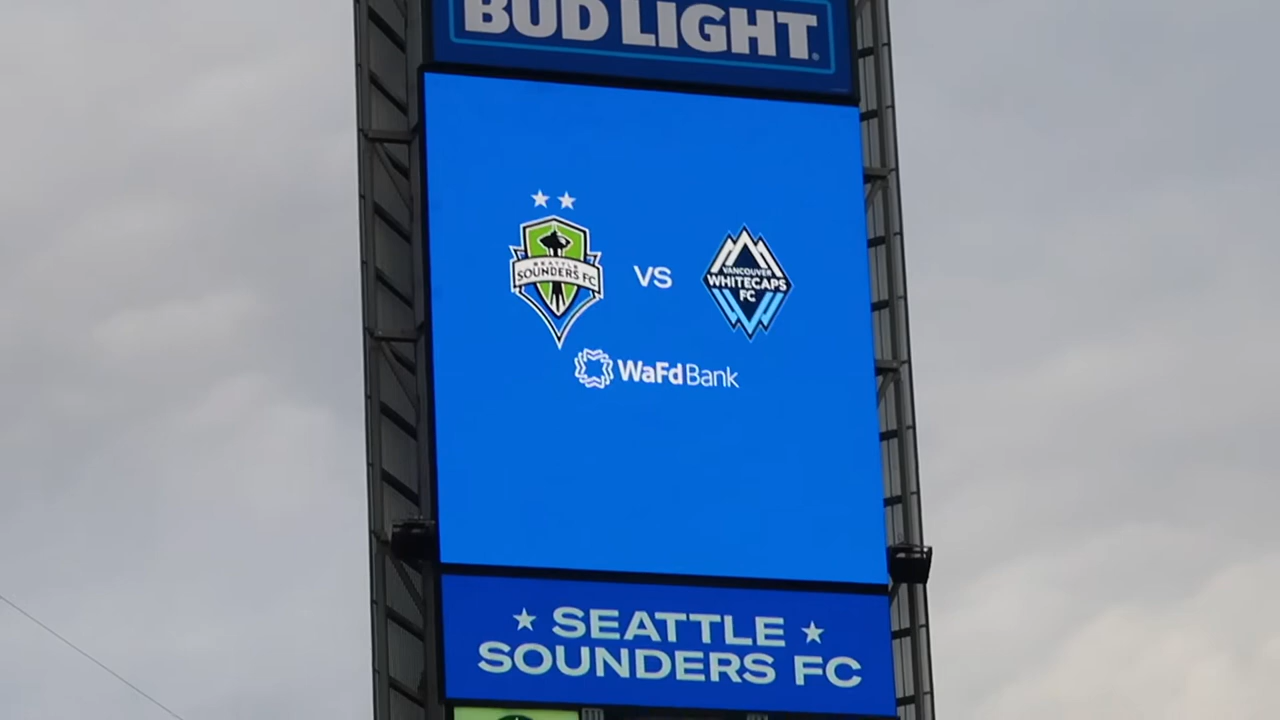 BUD LIGHT
SEATTLE
SOUNDERS FC
VS
VANCOUVER
WHITECAPS
FC
WaFd Bank
SEATTLE
SOUNDERS FC